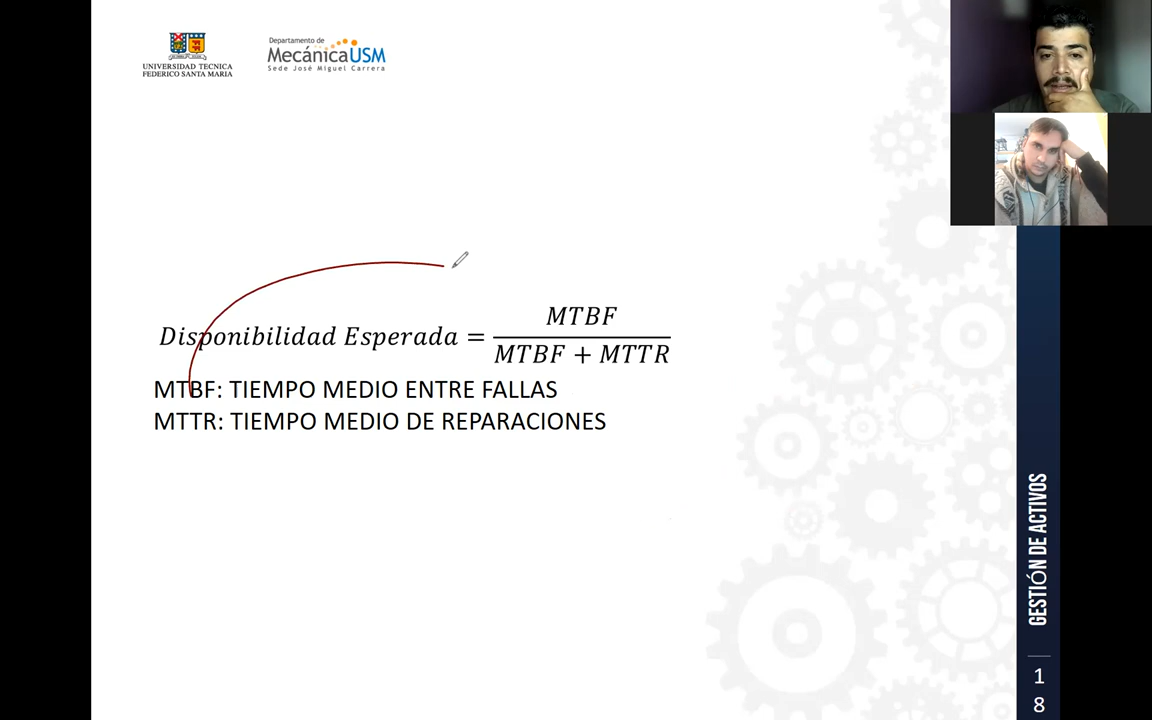 UNIVERSIDAD TECNICA
FEDERICO SANTA MARIA
Departamento de
MecánicaUSM
Sede José Miguel Carrera
Disponibilidad Esperada = MTBF / MTBF + MTTR
MTBF: TIEMPO MEDIO ENTRE FALLAS
MTTR: TIEMPO MEDIO DE REPARACIONES
GESTIÓN DE ACTIVOS
1
8